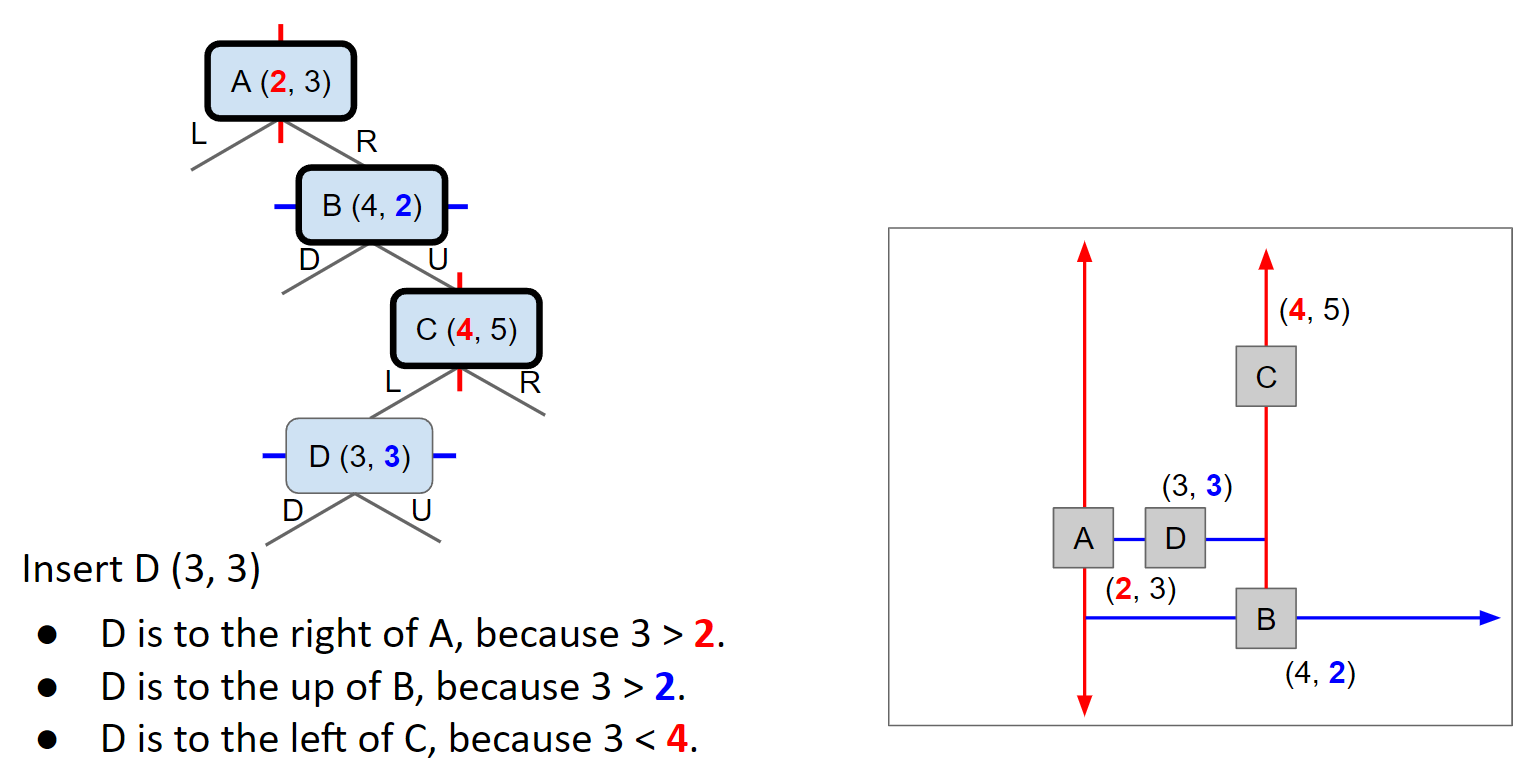 A (2, 3)
L
R
B (4, 2)
D
U
C (4, 5)
L
R
D (3, 3)
D
U
Insert D (3, 3)
● D is to the right of A, because 3 > 2.
● D is to the up of B, because 3 > 2.
● D is to the left of C, because 3 < 4.
(4, 5)
C
(3, 3)
A
D
(2, 3)
B
(4, 2)